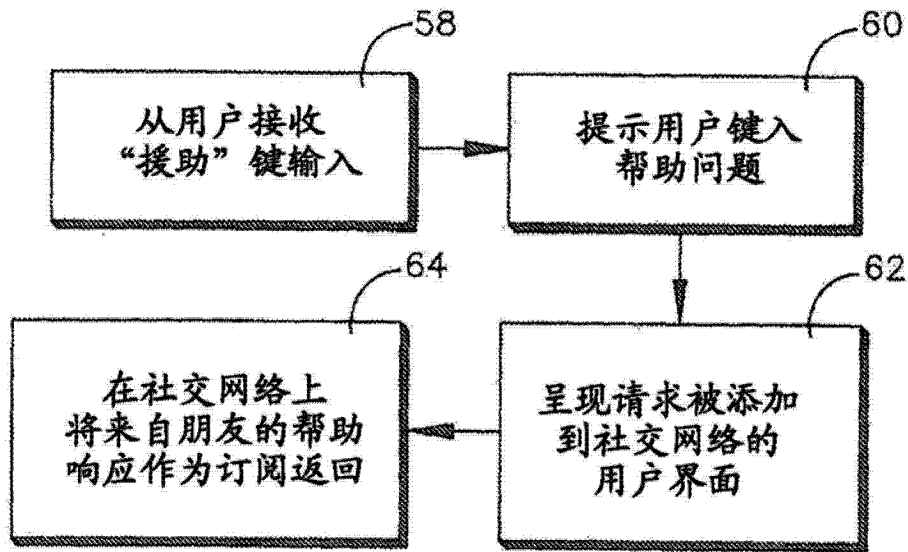 58
从用户接收
“援助”键输入
60
提示用户键入
帮助问题
62
呈现请求被添加
到社交网络的
用户界面
64
在社交网络上
将来自朋友的帮助
响应作为订阅返回